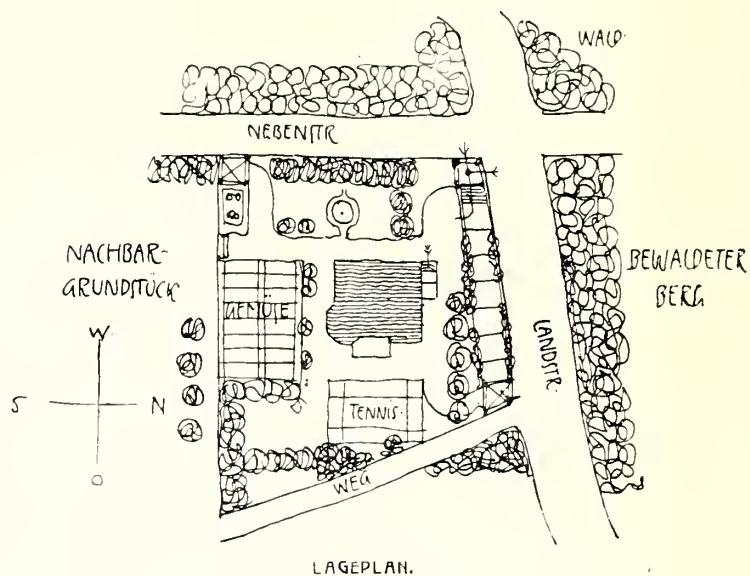 WALD.
NEBENSTR
NACHBAR-
GRUNDSTÜCK
GEMÜSE
BEWALDETER
BERG
LANDSTR.
W
S
N
O
TENNIS.
WEG
LAGEPLAN.